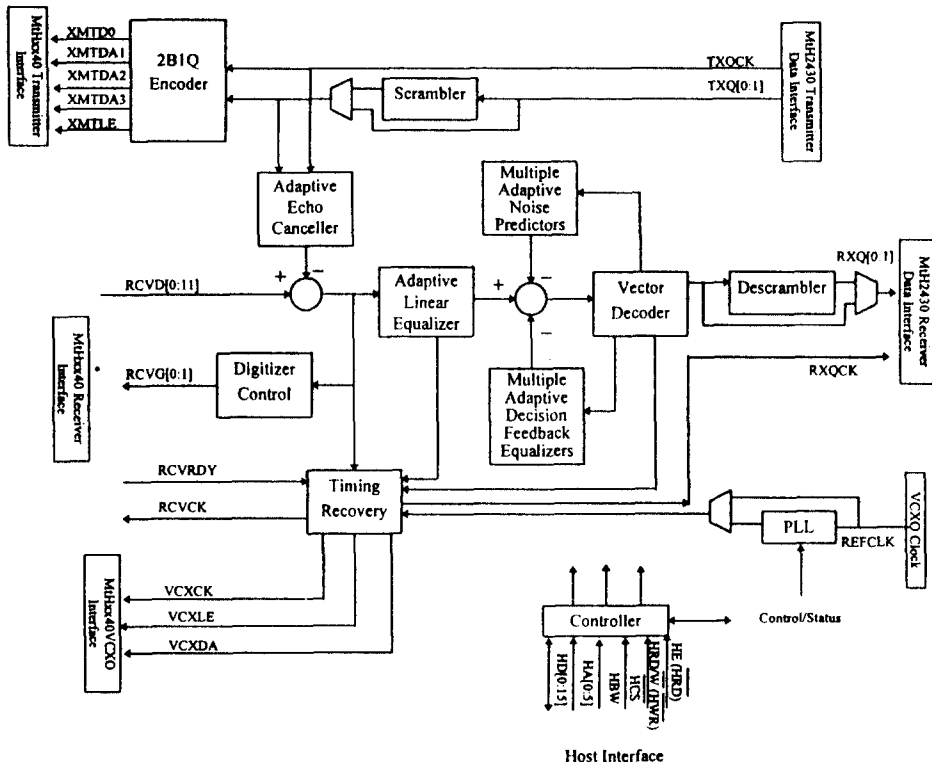 MtHxx40 Transmitter
Interface
XMTD0
XMTDA1
XMTDA2
XMTDA3
XMTLE
2B1Q
Encoder
Scrambler
TXQCK
TXQ[0:1]
MtH2430 Transmitter
Data Interface
Adaptive
Echo
Canceller
Multiple
Adaptive
Noise
Predictors
RCVD[0:11]
+
−
Adaptive
Linear
Equalizer
+
−
−
Vector
Decoder
Descrambler
RXQ[0:1]
RXQCK
MtH2430 Receiver
Data Interface
MtHxx40 Receiver
Interface
RCVG[0:1]
Digitizer
Control
Multiple
Adaptive
Decision
Feedback
Equalizers
RCVRDY
RCVCK
Timing
Recovery
PLL
REFCLK
VCXO Clock
MtHxx40VCXO
Interface
VCXCK
VCXLE
VCXDA
Controller
Control/Status
HD[0:15]
HA[0:5]
HBW
H̅C̅S̅
HRD/W̅ (H̅W̅R̅)
HE (H̅R̅D̅)
Host Interface